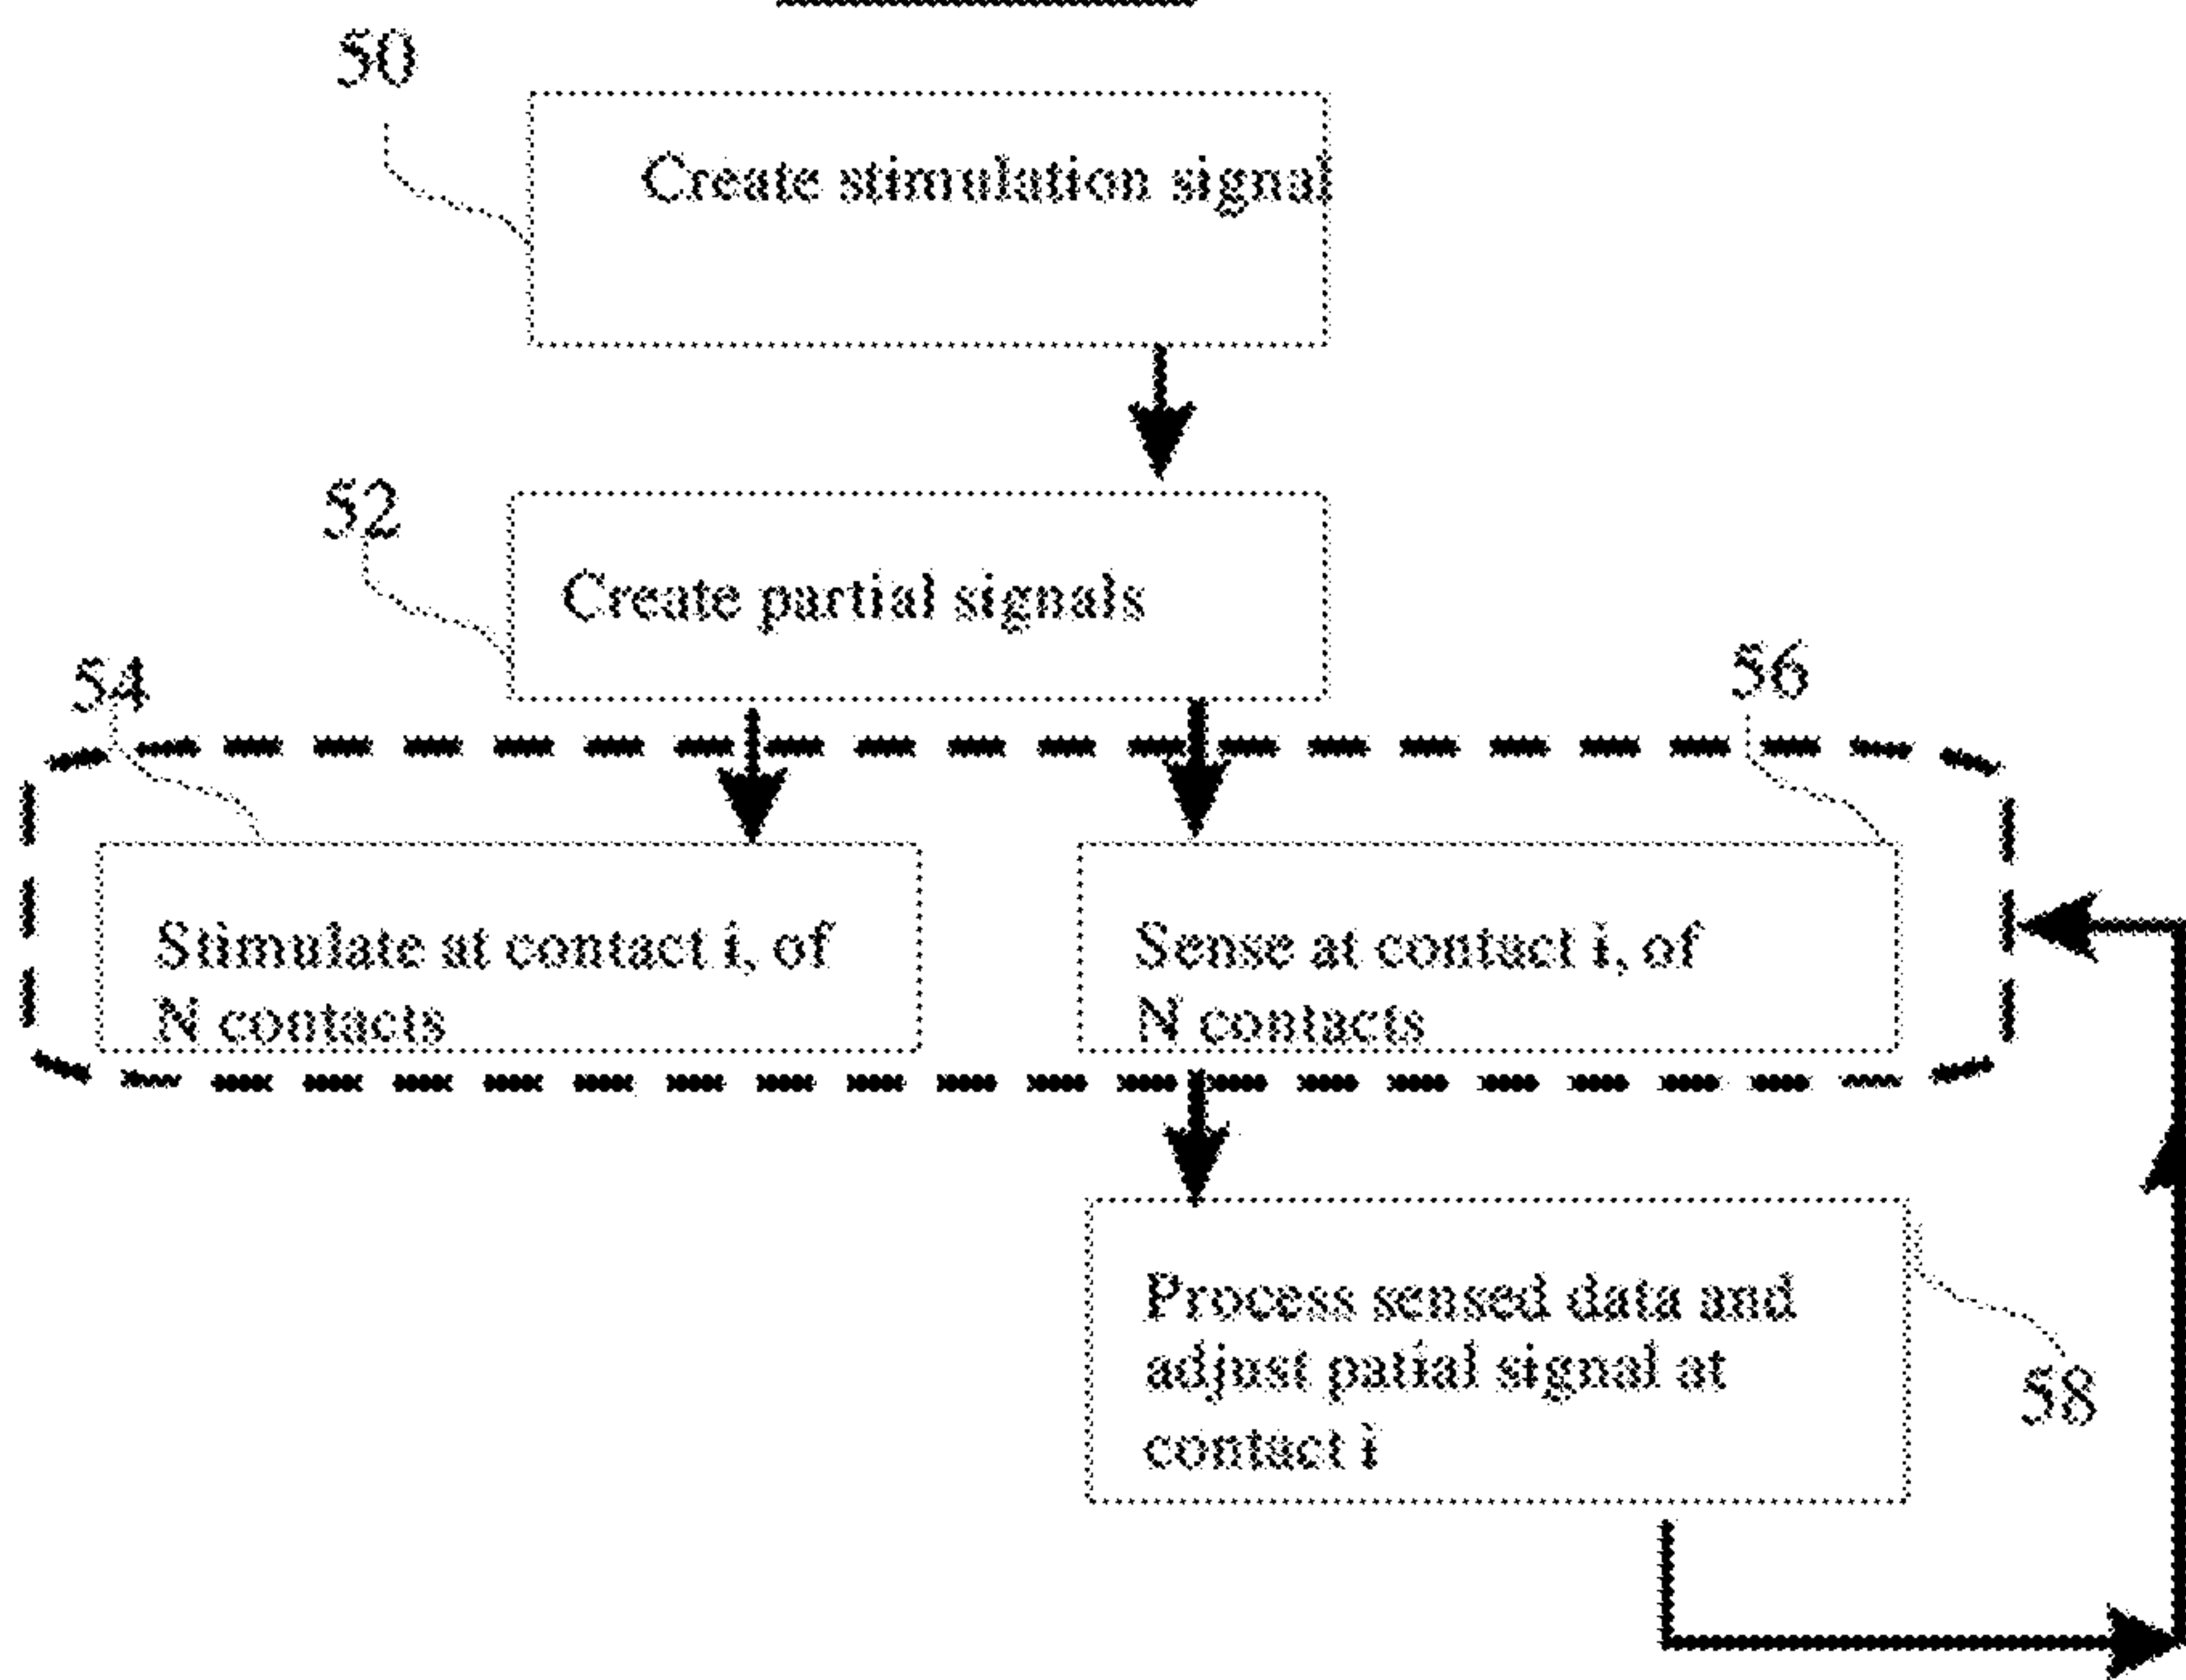 50
Create stimulation signal
52
Create partial signals
54
56
Stimulate at contact i, of
N contacts
Sense at contact i, of
N contacts
Process sensed data and
adjust patial signal at
contact i
58